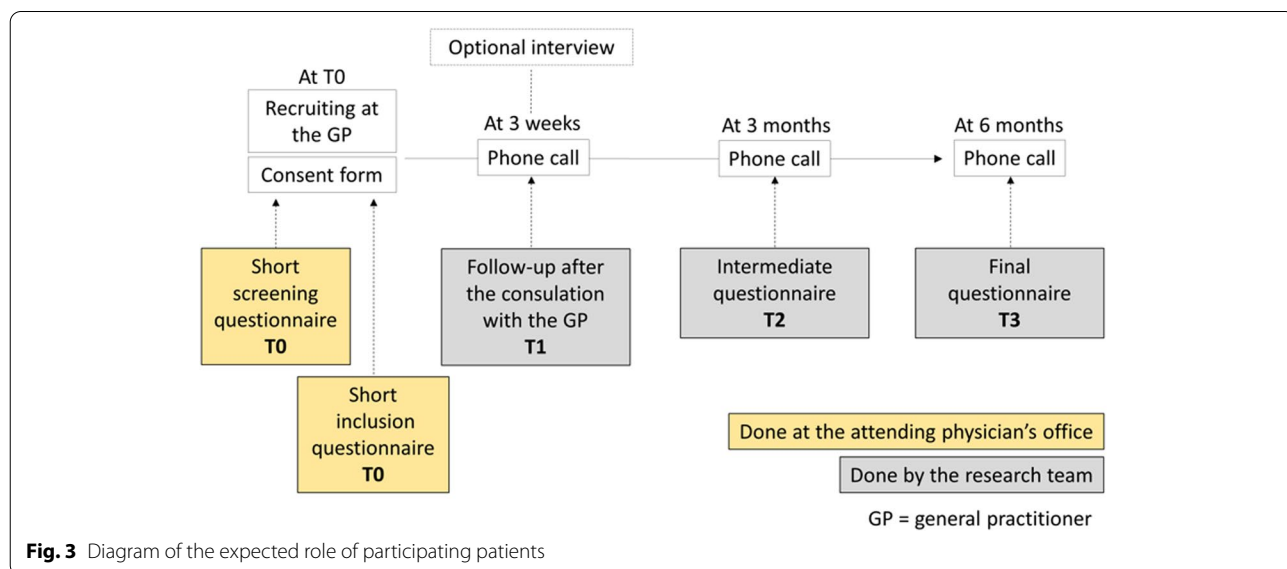 Optional interview
At T0
Recruiting at
the GP
Consent form
At 3 weeks
Phone call
At 3 months
Phone call
At 6 months
Phone call
Short
screening
questionnaire
T0
Short
inclusion
questionnaire
T0
Follow-up after
the consulation
with the GP
T1
Intermediate
questionnaire
T2
Final
questionnaire
T3
Done at the attending physician's office
Done by the research team
GP = general practitioner
Fig. 3 Diagram of the expected role of participating patients